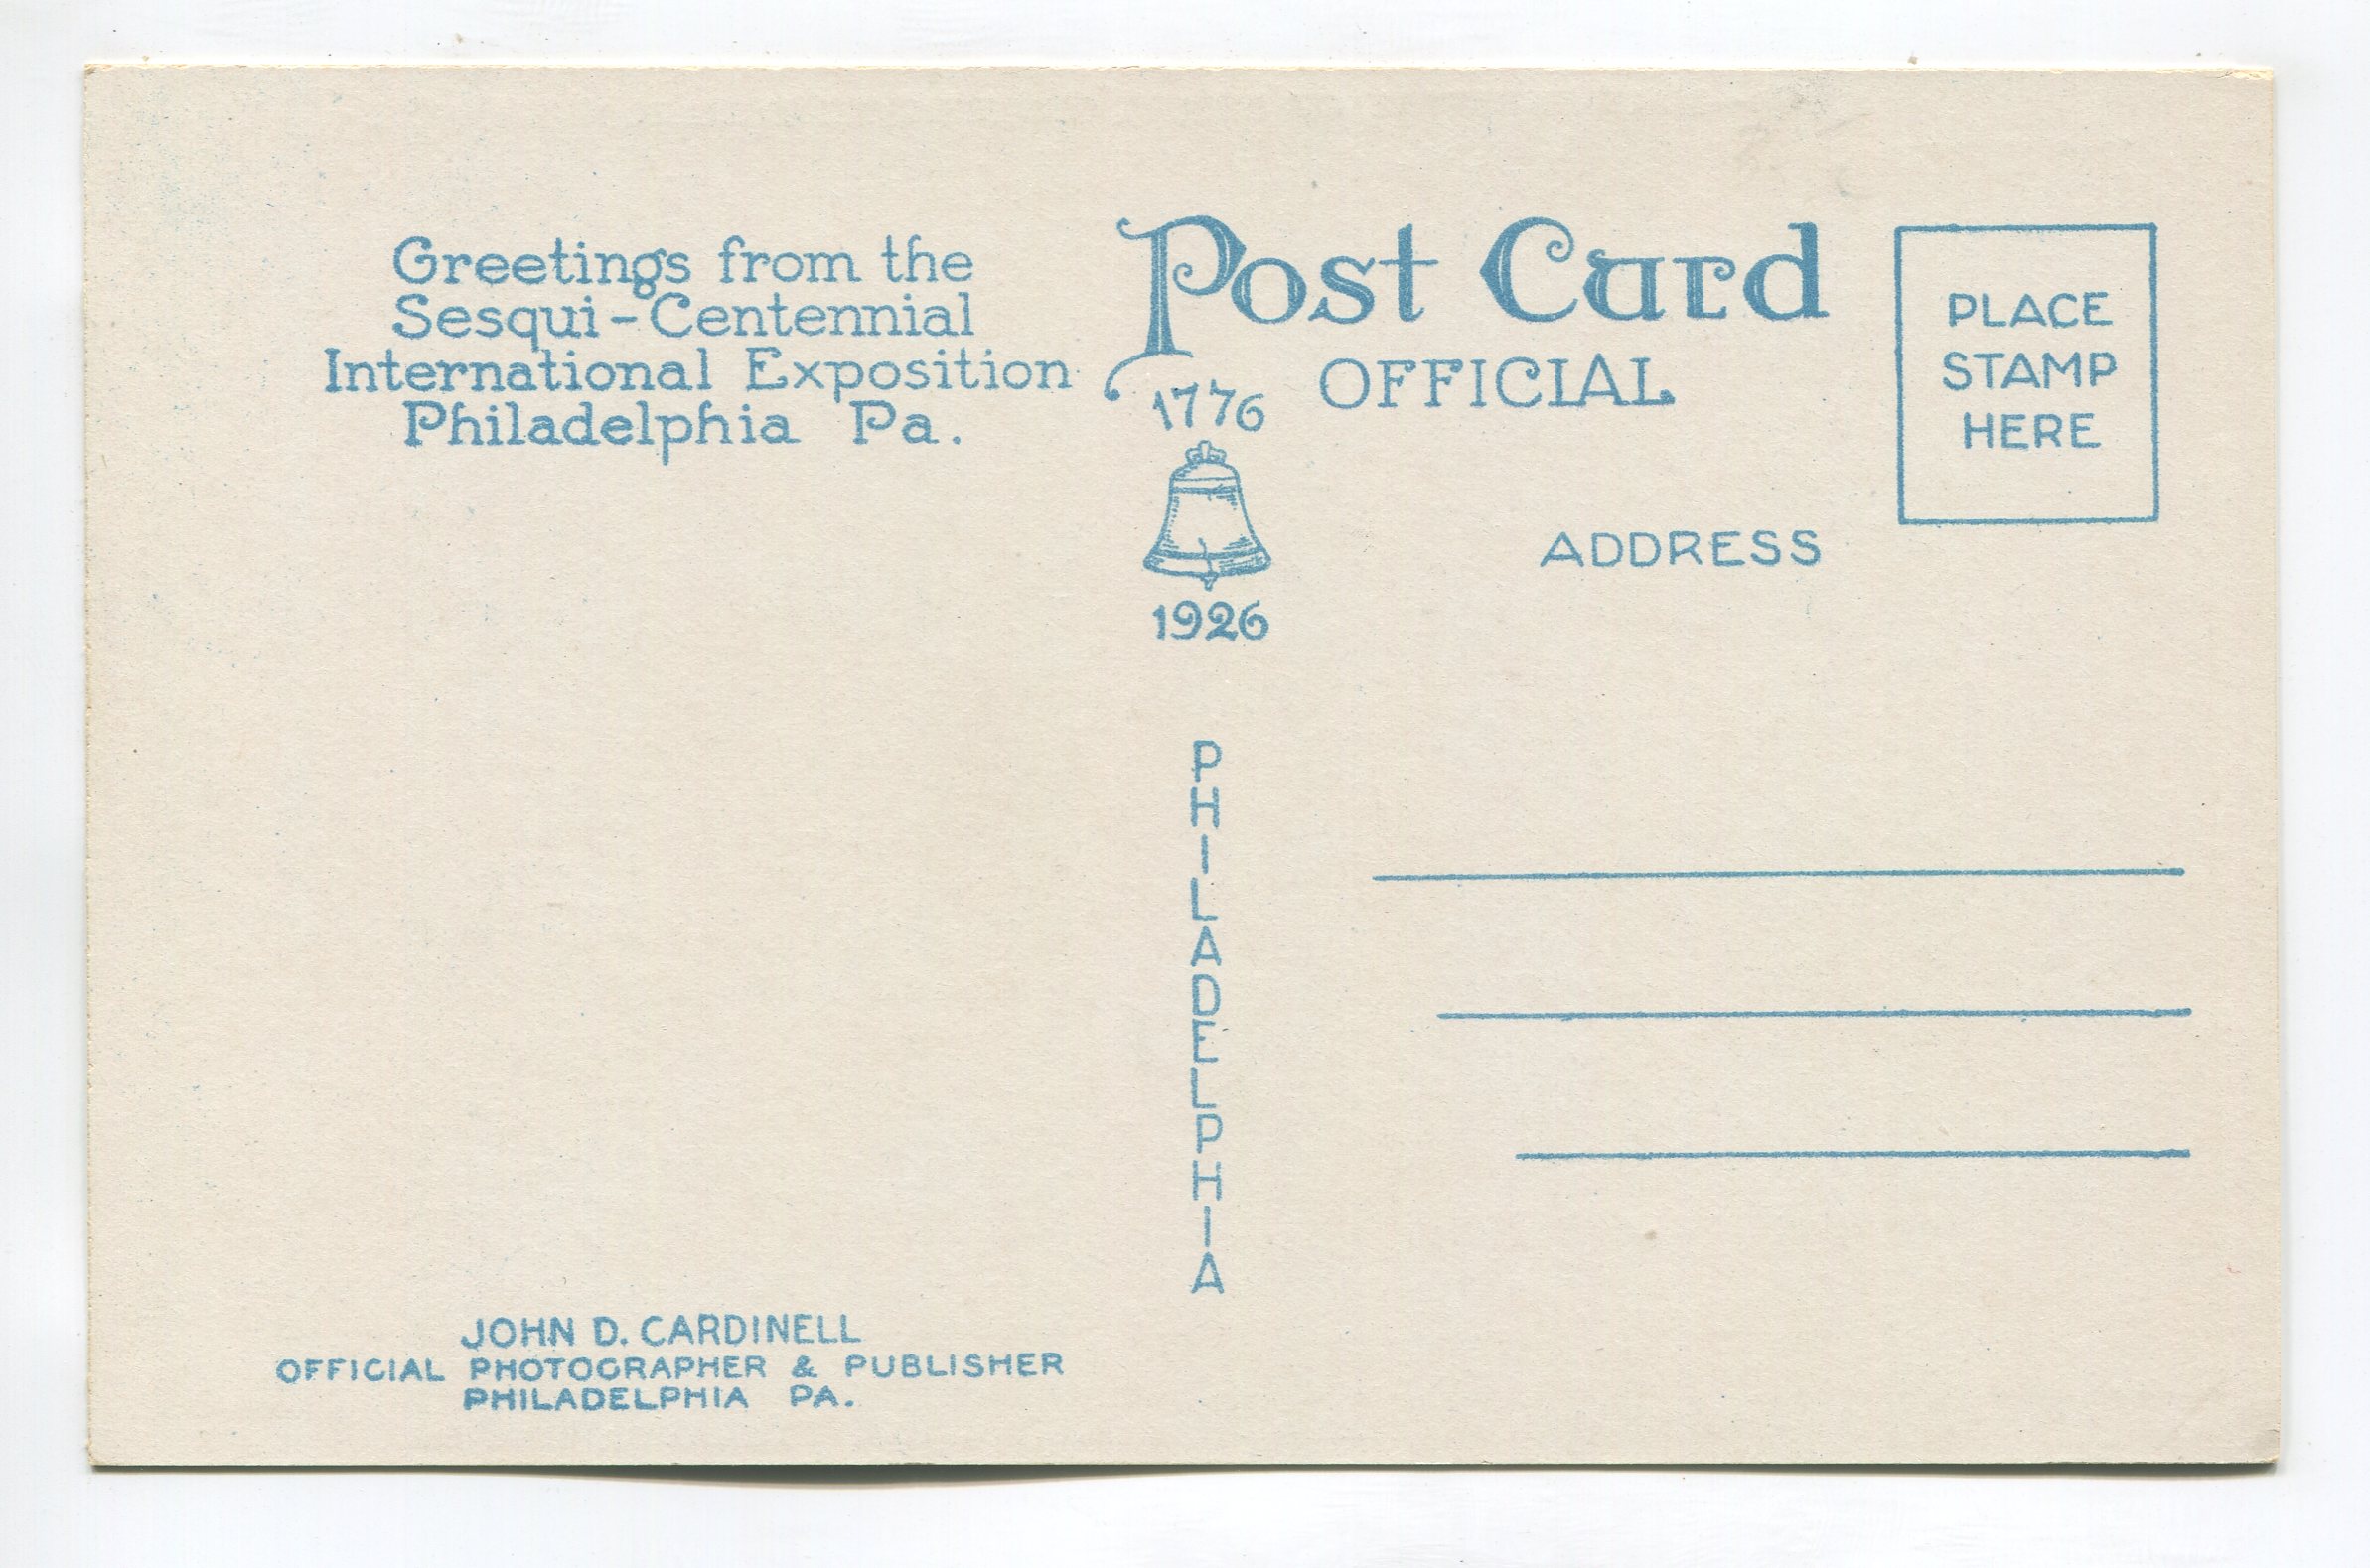 Greetings from the
Sesqui-Centennial
International Exposition
Philadelphia Pa.
Post Card
OFFICIAL
1776
1926
PLACE
STAMP
HERE
ADDRESS
PHILADELPHIA
JOHN D. CARDINELL
OFFICIAL PHOTOGRAPHER & PUBLISHER
PHILADELPHIA PA.